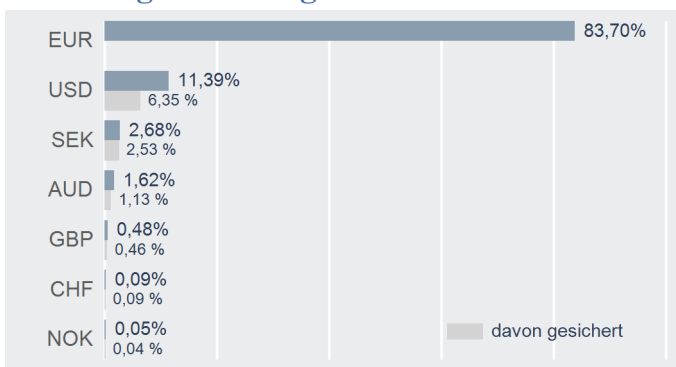 EUR 83,70%
USD 11,39%
6,35 %
SEK 2,68%
2,53 %
AUD 1,62%
1,13 %
GBP 0,48%
0,46 %
CHF 0,09%
0,09 %
NOK 0,05%
0,04 %
davon gesichert